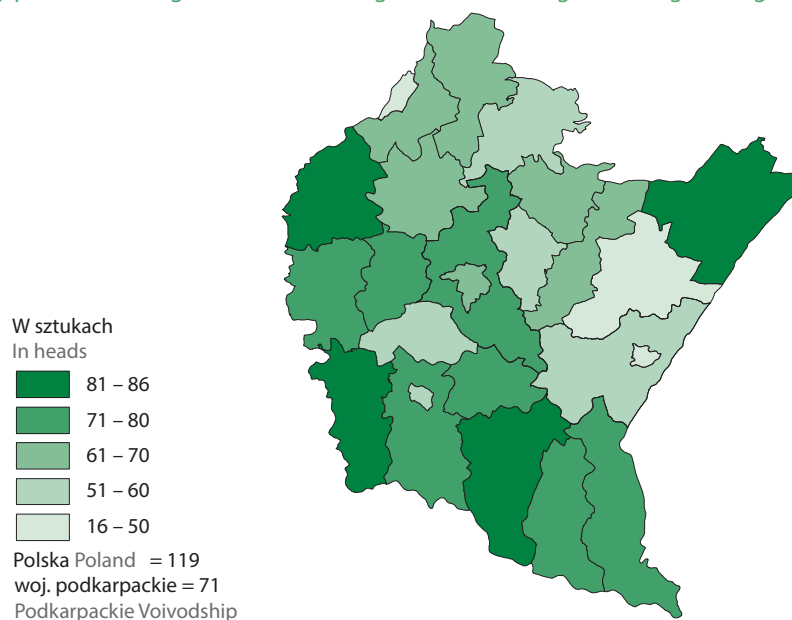 W sztukach
In heads
81 – 86
71 – 80
61 – 70
51 – 60
16 – 50
Polska Poland = 119
woj. podkarpackie = 71
Podkarpackie Voivodship